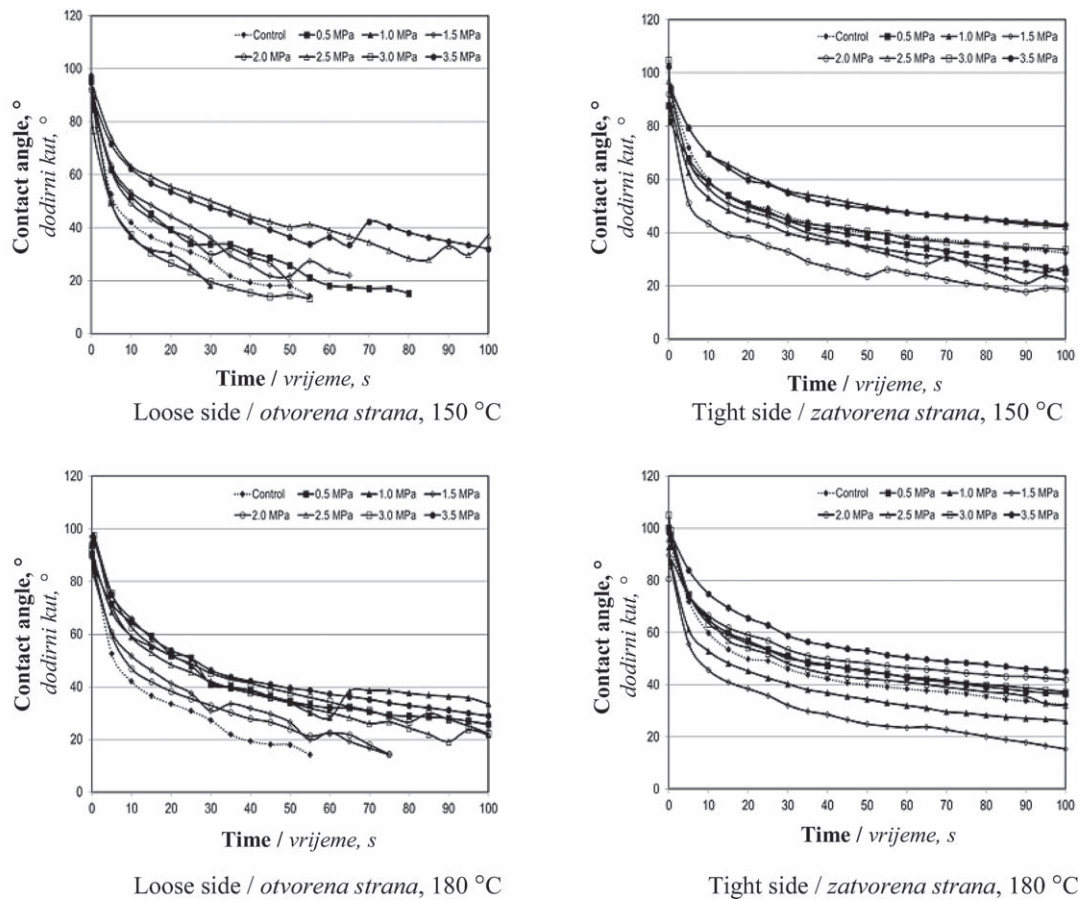 120
100
80
60
40
20
0
Contact angle, °
dodirni kut, °
Control 0.5 MPa 1.0 MPa 1.5 MPa
2.0 MPa 2.5 MPa 3.0 MPa 3.5 MPa
0 10 20 30 40 50 60 70 80 90 100
Time / vrijeme, s
Loose side / otvorena strana, 150 °C
120
100
80
60
40
20
0
Contact angle, °
dodirni kut, °
Control 0.5 MPa 1.0 MPa 1.5 MPa
2.0 MPa 2.5 MPa 3.0 MPa 3.5 MPa
0 10 20 30 40 50 60 70 80 90 100
Time / vrijeme, s
Tight side / zatvorena strana, 150 °C
120
100
80
60
40
20
0
Contact angle, °
dodirni kut, °
Control 0.5 MPa 1.0 MPa 1.5 MPa
2.0 MPa 2.5 MPa 3.0 MPa 3.5 MPa
0 10 20 30 40 50 60 70 80 90 100
Time / vrijeme, s
Loose side / otvorena strana, 180 °C
120
100
80
60
40
20
0
Contact angle, °
dodirni kut, °
Control 0.5 MPa 1.0 MPa 1.5 MPa
2.0 MPa 2.5 MPa 3.0 MPa 3.5 MPa
0 10 20 30 40 50 60 70 80 90 100
Time / vrijeme, s
Tight side / zatvorena strana, 180 °C